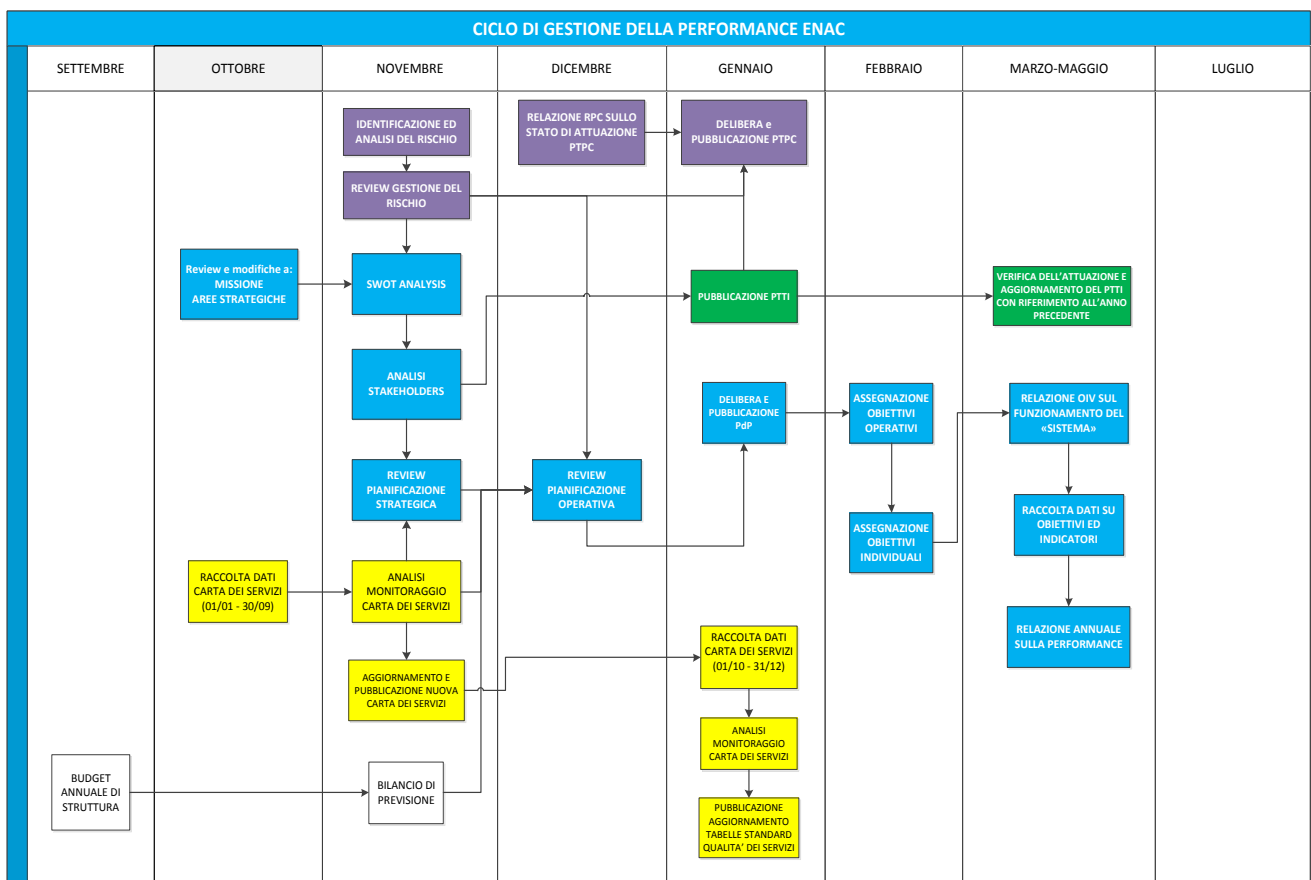 CICLO DI GESTIONE DELLA PERFORMANCE ENAC
SETTEMBRE
OTTOBRE
NOVEMBRE
DICEMBRE
GENNAIO
FEBBRAIO
MARZO-MAGGIO
LUGLIO
IDENTIFICAZIONE ED
ANALISI DEL RISCHIO
RELAZIONE RPC SULLO
STATO DI ATTUAZIONE
PTPC
DELIBERA e
PUBBLICAZIONE PTPC
REVIEW GESTIONE DEL
RISCHIO
Review e modifiche a:
MISSIONE
AREE STRATEGICHE
SWOT ANALYSIS
PUBBLICAZIONE PTTI
VERIFICA DELL'ATTUAZIONE E
AGGIORNAMENTO DEL PTTI
CON RIFERIMENTO ALL'ANNO
PRECEDENTE
ANALISI
STAKEHOLDERS
DELIBERA E
PUBBLICAZIONE
PdP
ASSEGNAZIONE
OBIETTIVI
OPERATIVI
RELAZIONE OIV SUL
FUNZIONAMENTO DEL
«SISTEMA»
REVIEW
PIANIFICAZIONE
STRATEGICA
REVIEW
PIANIFICAZIONE
OPERATIVA
ASSEGNAZIONE
OBIETTIVI
INDIVIDUALI
RACCOLTA DATI SU
OBIETTIVI ED
INDICATORI
RACCOLTA DATI
CARTA DEI SERVIZI
(01/01 - 30/09)
ANALISI
MONITORAGGIO
CARTA DEI SERVIZI
RELAZIONE ANNUALE
SULLA PERFORMANCE
AGGIORNAMENTO E
PUBBLICAZIONE NUOVA
CARTA DEI SERVIZI
RACCOLTA DATI
CARTA DEI SERVIZI
(01/10 - 31/12)
ANALISI
MONITORAGGIO
CARTA DEI SERVIZI
BUDGET
ANNUALE DI
STRUTTURA
BILANCIO DI
PREVISIONE
PUBBLICAZIONE
AGGIORNAMENTO
TABELLE STANDARD
QUALITA' DEI SERVIZI